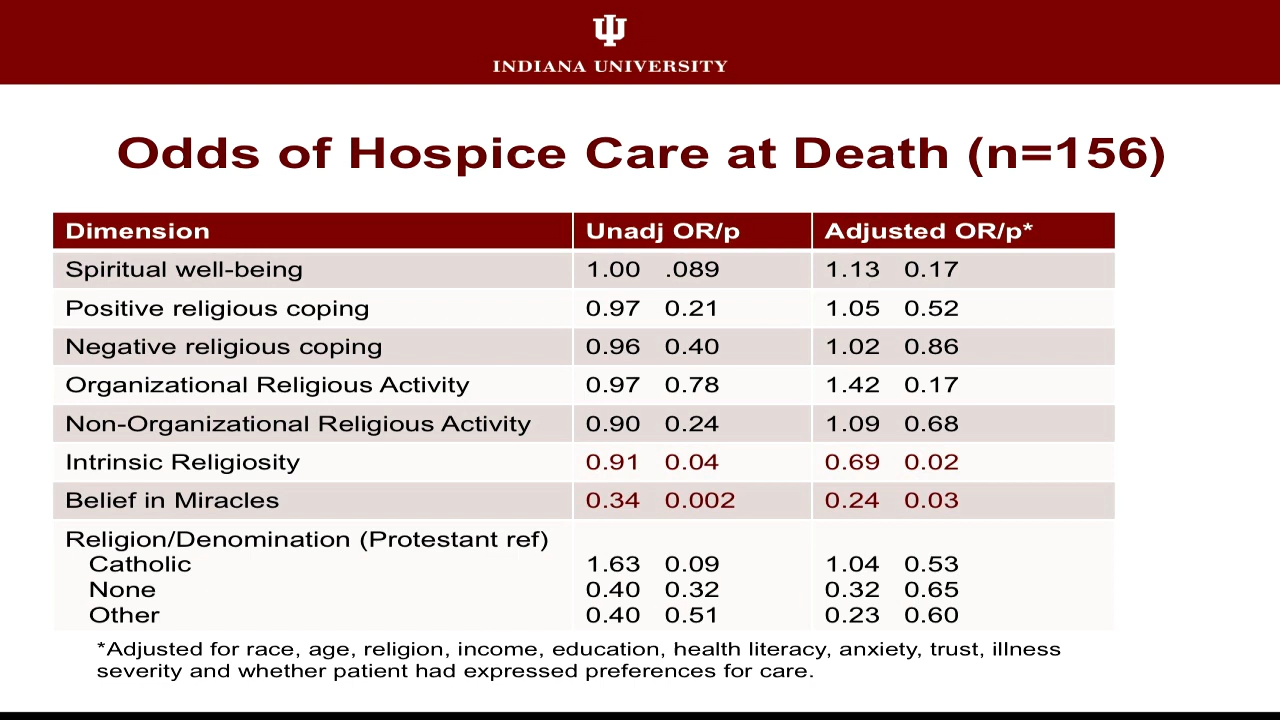 INDIANA UNIVERSITY
Odds of Hospice Care at Death (n=156)
Dimension Unadj OR/p Adjusted OR/p*
Spiritual well-being 1.00 .089 1.13 0.17
Positive religious coping 0.97 0.21 1.05 0.52
Negative religious coping 0.96 0.40 1.02 0.86
Organizational Religious Activity 0.97 0.78 1.42 0.17
Non-Organizational Religious Activity 0.90 0.24 1.09 0.68
Intrinsic Religiosity 0.91 0.04 0.69 0.02
Belief in Miracles 0.34 0.002 0.24 0.03
Religion/Denomination (Protestant ref)
Catholic 1.63 0.09 1.04 0.53
None 0.40 0.32 0.32 0.65
Other 0.40 0.51 0.23 0.60
*Adjusted for race, age, religion, income, education, health literacy, anxiety, trust, illness
severity and whether patient had expressed preferences for care.